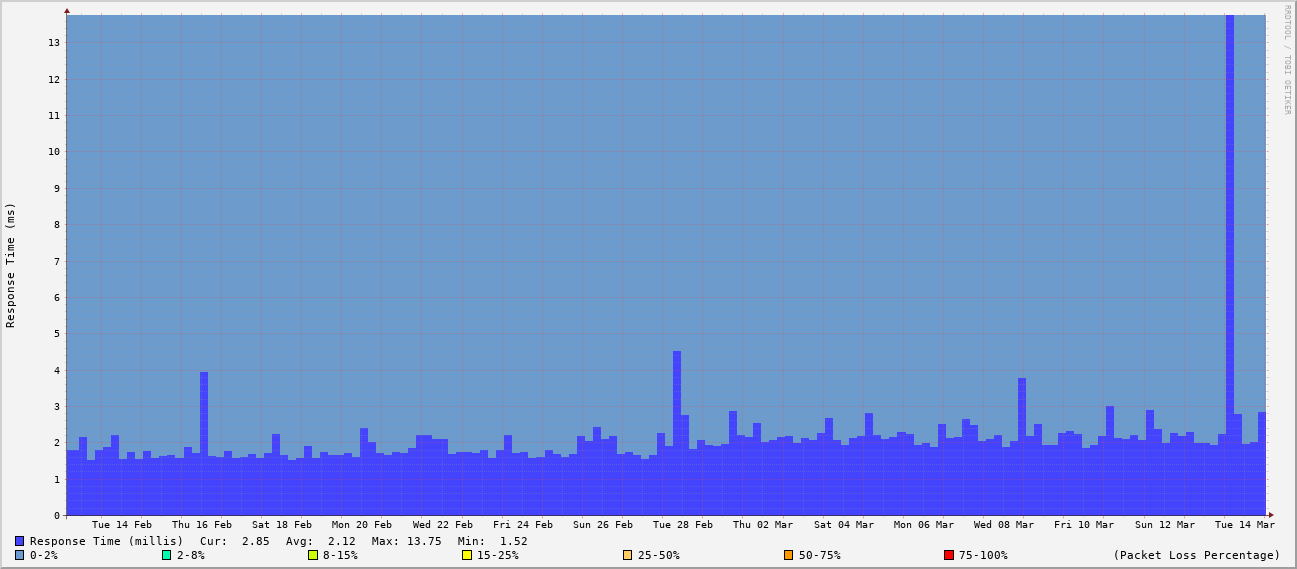 RRDTOOL / TOBI OETIKER
Response Time (ms)
13
12
11
10
9
8
7
6
5
4
3
2
1
0
Tue 14 Feb Thu 16 Feb Sat 18 Feb Mon 20 Feb Wed 22 Feb Fri 24 Feb Sun 26 Feb Tue 28 Feb Thu 02 Mar Sat 04 Mar Mon 06 Mar Wed 08 Mar Fri 10 Mar Sun 12 Mar Tue 14 Mar
Response Time (millis) Cur: 2.85 Avg: 2.12 Max: 13.75 Min: 1.52
0-2% 2-8% 8-15% 15-25% 25-50% 50-75% 75-100% (Packet Loss Percentage)